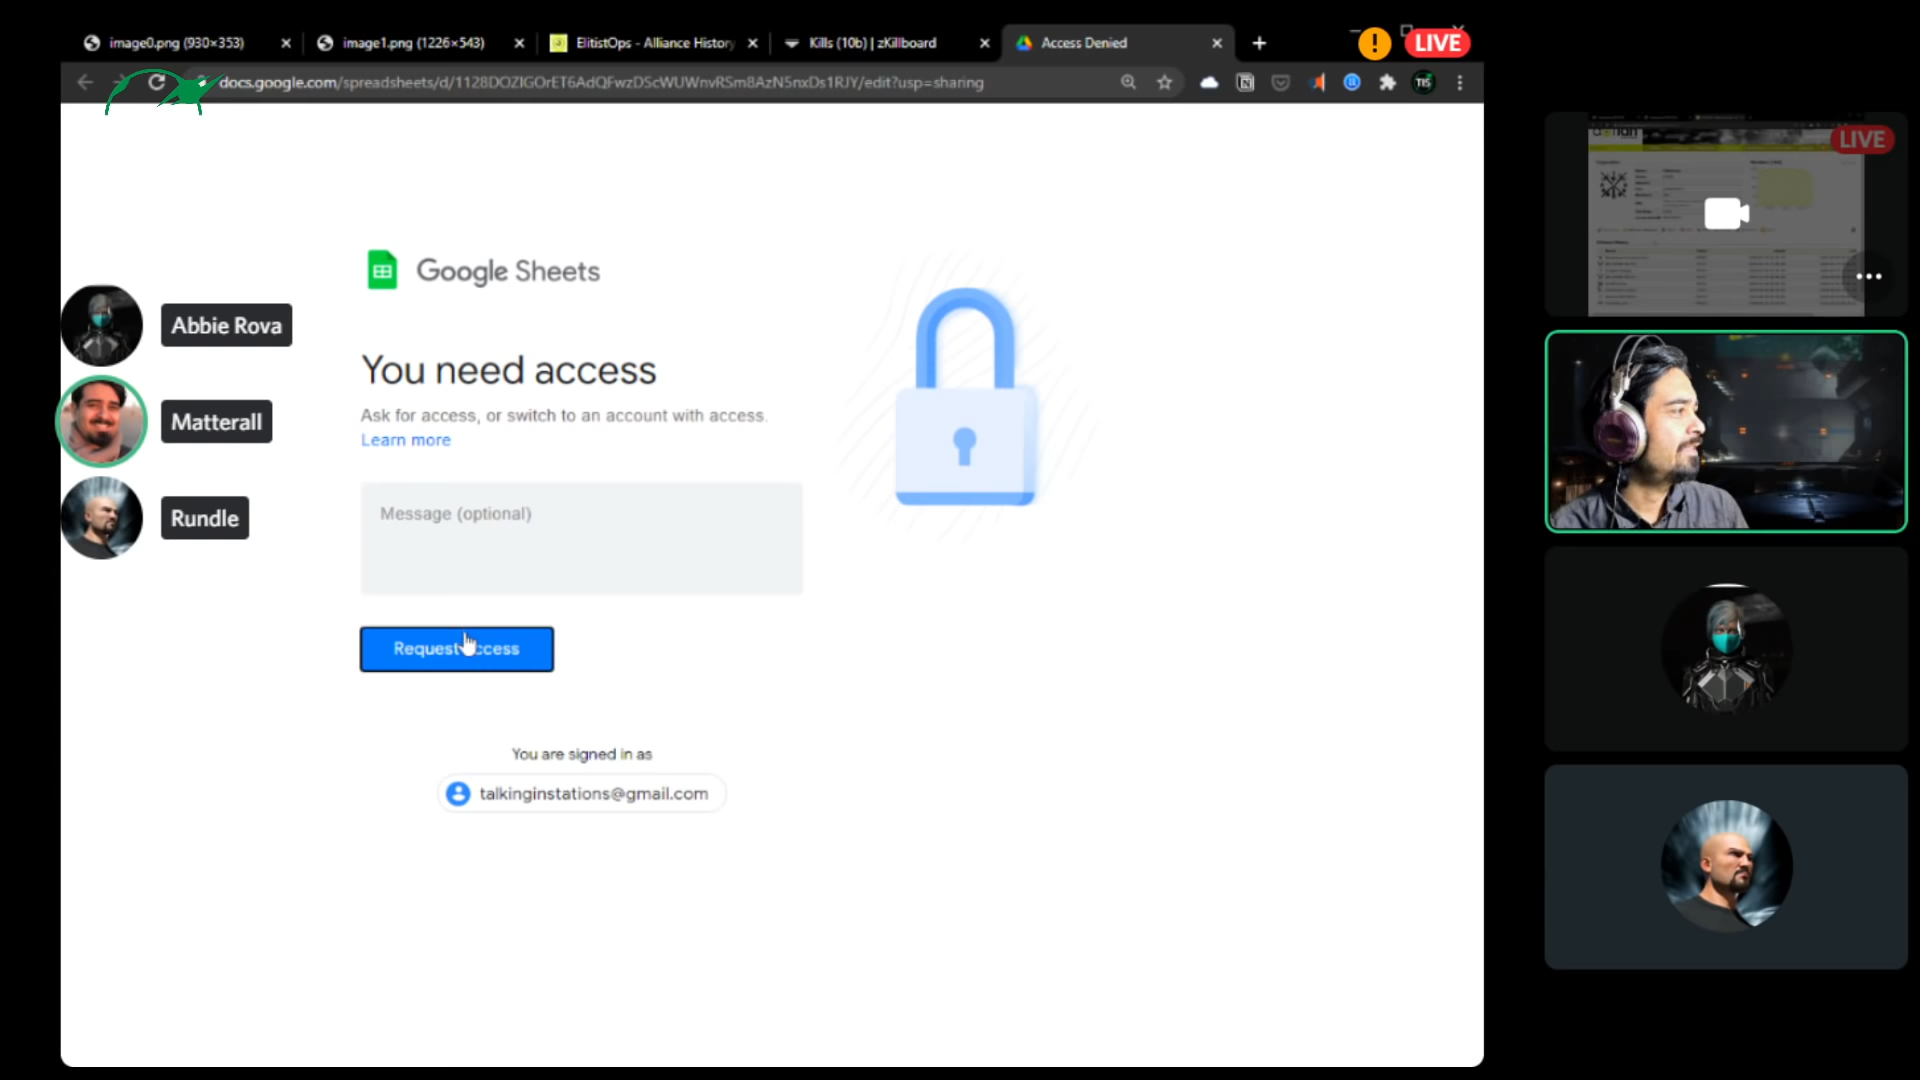 image0.png (930×353)
image1.png (1226×543)
ElitistOps - Alliance History
Kills (10b) | zKillboard
Access Denied
LIVE
docs.google.com/spreadsheets/d/1128DOZIGOrET6AdQFwzDScWUWnvRSm8AzN5nxDs1RJY/edit?usp=sharing
TiS
LIVE
Google Sheets
Abbie Rova
You need access
Ask for access, or switch to an account with access.
Learn more
Matterall
Message (optional)
Rundle
Request access
You are signed in as
talkinginstations@gmail.com